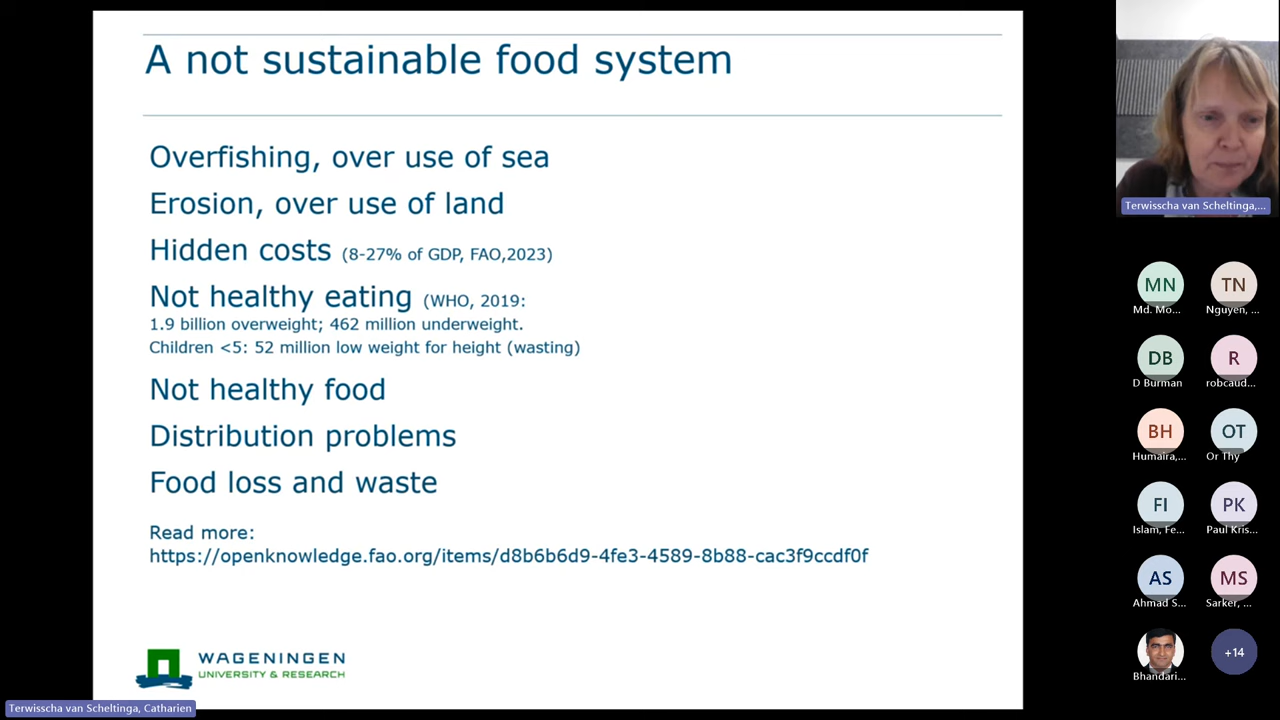 A not sustainable food system
Overfishing, over use of sea
Erosion, over use of land
Hidden costs (8-27% of GDP, FAO,2023)
Not healthy eating (WHO, 2019:
1.9 billion overweight; 462 million underweight.
Children <5: 52 million low weight for height (wasting)
Not healthy food
Distribution problems
Food loss and waste
Read more:
https://openknowledge.fao.org/items/d8b6b6d9-4fe3-4589-8b88-cac3f9ccdf0f
WAGENINGEN
UNIVERSITY & RESEARCH
Terwisscha van Scheltinga, Catharien
Terwisscha van Scheltinga,...
MN
TN
Md. Mo...
Nguyen, ...
DB
R
D Burman
robcaud...
BH
OT
Humaira,...
Or Thy
FI
PK
Islam, Fe...
Paul Kris...
AS
MS
Ahmad S...
Sarker, ...
+14
Bhandari...